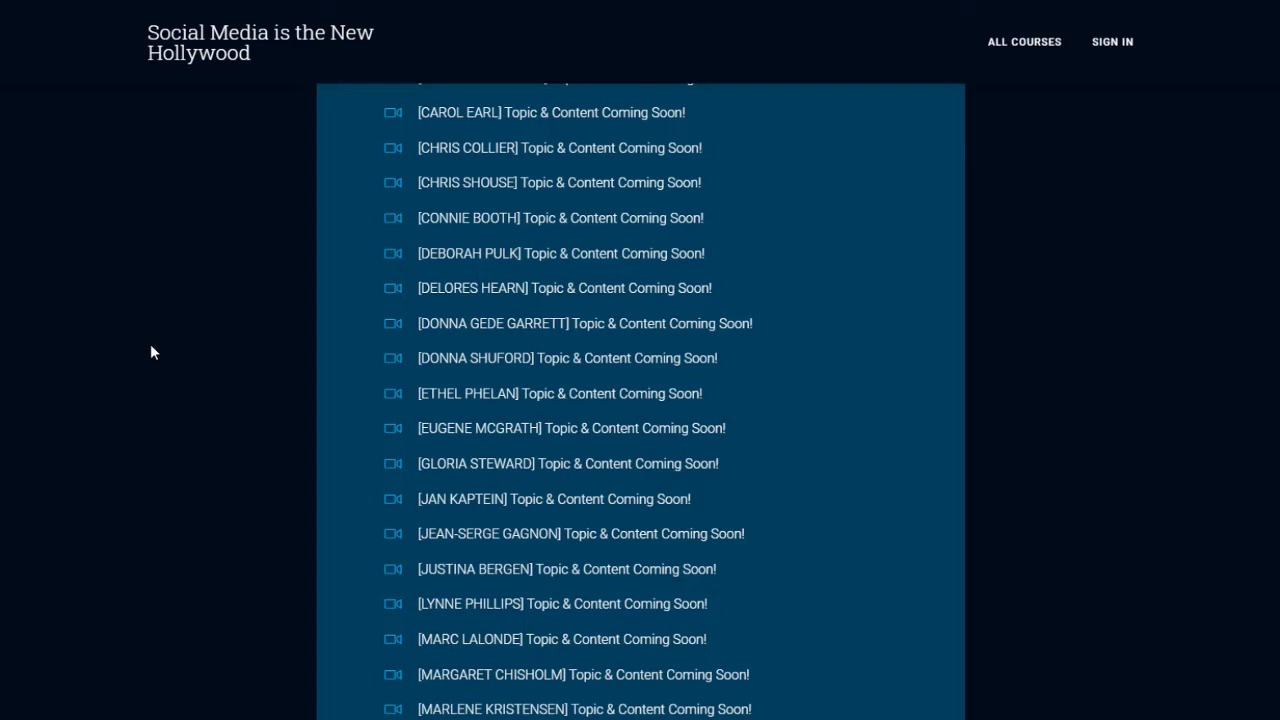 Social Media is the New
Hollywood
ALL COURSES
SIGN IN
[CAROL EARL] Topic & Content Coming Soon!
[CHRIS COLLIER] Topic & Content Coming Soon!
[CHRIS SHOUSE] Topic & Content Coming Soon!
[CONNIE BOOTH] Topic & Content Coming Soon!
[DEBORAH PULK] Topic & Content Coming Soon!
[DELORES HEARN] Topic & Content Coming Soon!
[DONNA GEDE GARRETT] Topic & Content Coming Soon!
[DONNA SHUFORD] Topic & Content Coming Soon!
[ETHEL PHELAN] Topic & Content Coming Soon!
[EUGENE MCGRATH] Topic & Content Coming Soon!
[GLORIA STEWARD] Topic & Content Coming Soon!
[JAN KAPTEIN] Topic & Content Coming Soon!
[JEAN-SERGE GAGNON] Topic & Content Coming Soon!
[JUSTINA BERGEN] Topic & Content Coming Soon!
[LYNNE PHILLIPS] Topic & Content Coming Soon!
[MARC LALONDE] Topic & Content Coming Soon!
[MARGARET CHISHOLM] Topic & Content Coming Soon!
[MARLENE KRISTENSEN] Topic & Content Coming Soon!